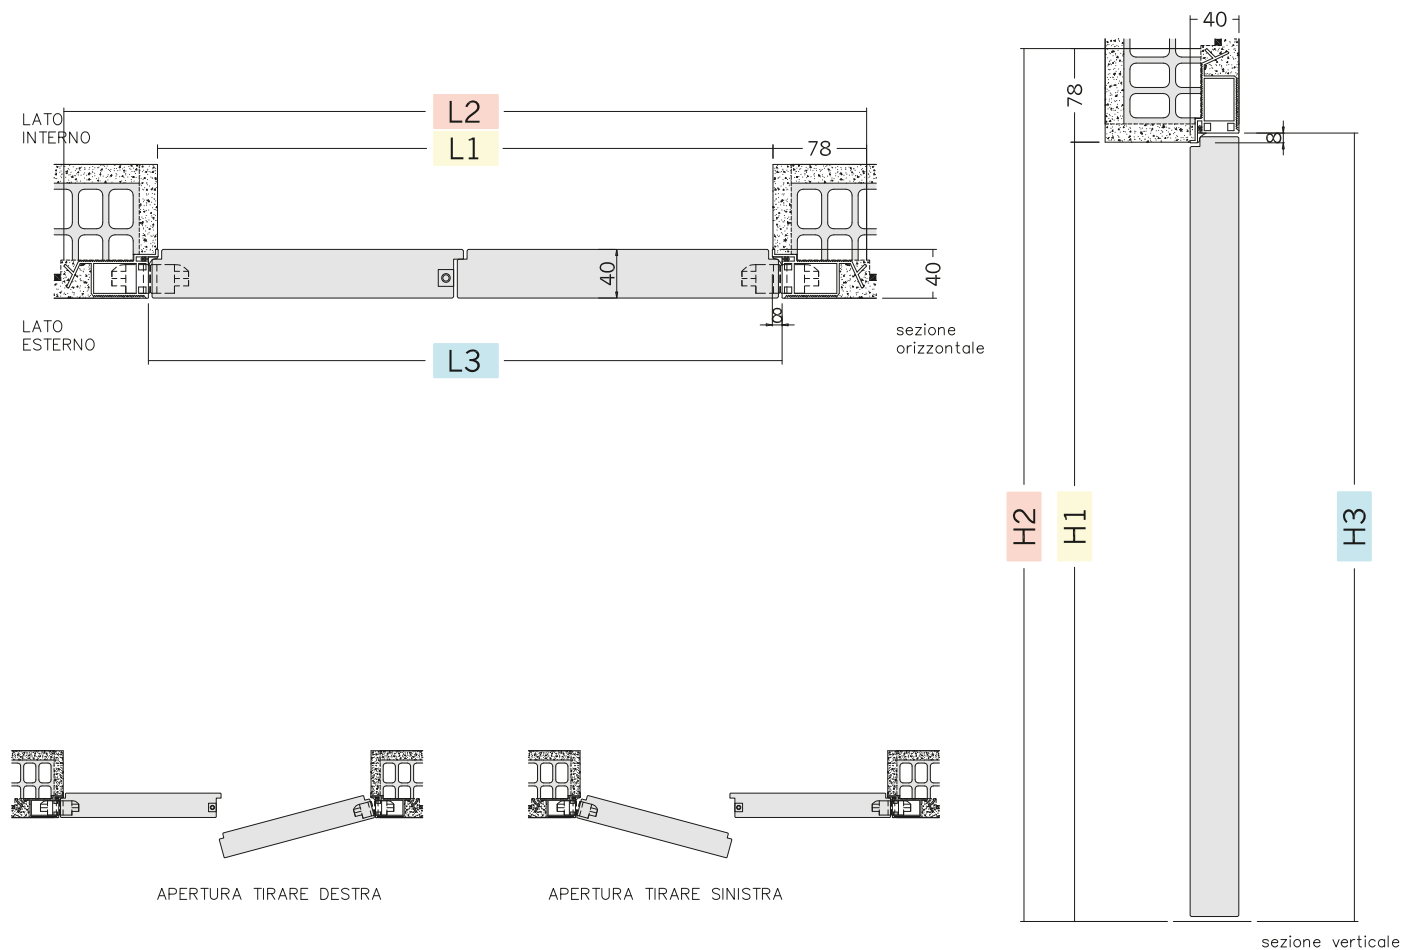 LATO
INTERNO
L2
L1
78
40
40
8
LATO
ESTERNO
L3
sezione
orizzontale
40
78
8
H2
H1
H3
APERTURA TIRARE DESTRA
APERTURA TIRARE SINISTRA
sezione verticale